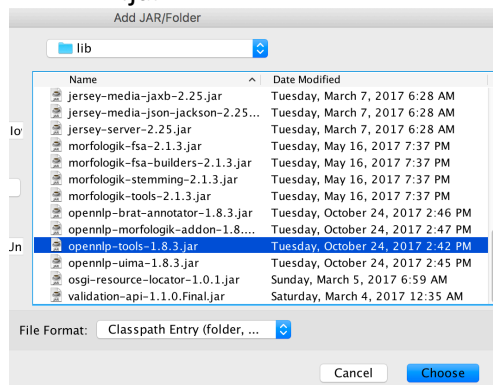 Add JAR/Folder
lib
Name Date Modified
jersey-media-jaxb-2.25.jar Tuesday, March 7, 2017 6:28 AM
jersey-media-json-jackson-2.25... Tuesday, March 7, 2017 6:28 AM
jersey-server-2.25.jar Tuesday, March 7, 2017 6:28 AM
morfologik-fsa-2.1.3.jar Tuesday, May 16, 2017 7:37 PM
morfologik-fsa-builders-2.1.3.jar Tuesday, May 16, 2017 7:37 PM
morfologik-stemming-2.1.3.jar Tuesday, May 16, 2017 7:37 PM
morfologik-tools-2.1.3.jar Tuesday, May 16, 2017 7:37 PM
opennlp-brat-annotator-1.8.3.jar Tuesday, October 24, 2017 2:46 PM
opennlp-morfologik-addon-1.8.... Tuesday, October 24, 2017 2:47 PM
opennlp-tools-1.8.3.jar Tuesday, October 24, 2017 2:42 PM
opennlp-uima-1.8.3.jar Tuesday, October 24, 2017 2:45 PM
osgi-resource-locator-1.0.1.jar Sunday, March 5, 2017 6:59 AM
validation-api-1.1.0.Final.jar Saturday, March 4, 2017 12:35 AM
File Format: Classpath Entry (folder, ...
Cancel Choose